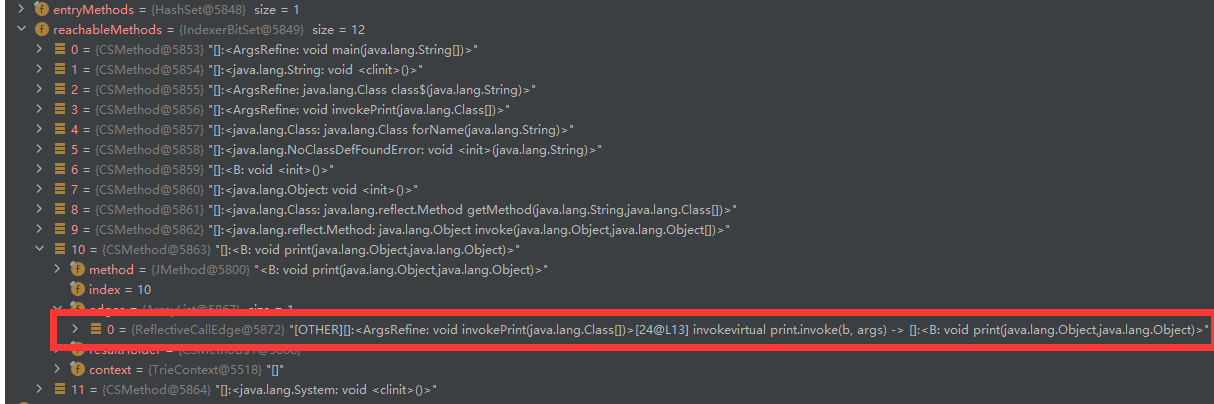 entryMethods = {HashSet@5848} size = 1
reachableMethods = {IndexerBitSet@5849} size = 12
0 = {CSMethod@5853} "[]:<ArgsRefine: void main(java.lang.String[])>"
1 = {CSMethod@5854} "[]:<java.lang.String: void <clinit>()>"
2 = {CSMethod@5855} "[]:<ArgsRefine: java.lang.Class class$(java.lang.String)>"
3 = {CSMethod@5856} "[]:<ArgsRefine: void invokePrint(java.lang.Class[])>"
4 = {CSMethod@5857} "[]:<java.lang.Class: java.lang.Class forName(java.lang.String)>"
5 = {CSMethod@5858} "[]:<java.lang.NoClassDefFoundError: void <init>(java.lang.String)>"
6 = {CSMethod@5859} "[]:<B: void <init>()>"
7 = {CSMethod@5860} "[]:<java.lang.Object: void <init>()>"
8 = {CSMethod@5861} "[]:<java.lang.Class: java.lang.reflect.Method getMethod(java.lang.String,java.lang.Class[])>"
9 = {CSMethod@5862} "[]:<java.lang.reflect.Method: java.lang.Object invoke(java.lang.Object,java.lang.Object[])>"
10 = {CSMethod@5863} "[]:<B: void print(java.lang.Object,java.lang.Object)>"
method = {JMethod@5800} "<B: void print(java.lang.Object,java.lang.Object)>"
index = 10
edges = {ArrayList@5867} size = 1
0 = {ReflectiveCallEdge@5872} "[OTHER][]:<ArgsRefine: void invokePrint(java.lang.Class[])>[24@L13] invokevirtual print.invoke(b, args) -> []:<B: void print(java.lang.Object,java.lang.Object)>"
resultHolder =
context = {TrieContext@5518} "[]"
11 = {CSMethod@5864} "[]:<java.lang.System: void <clinit>()>"